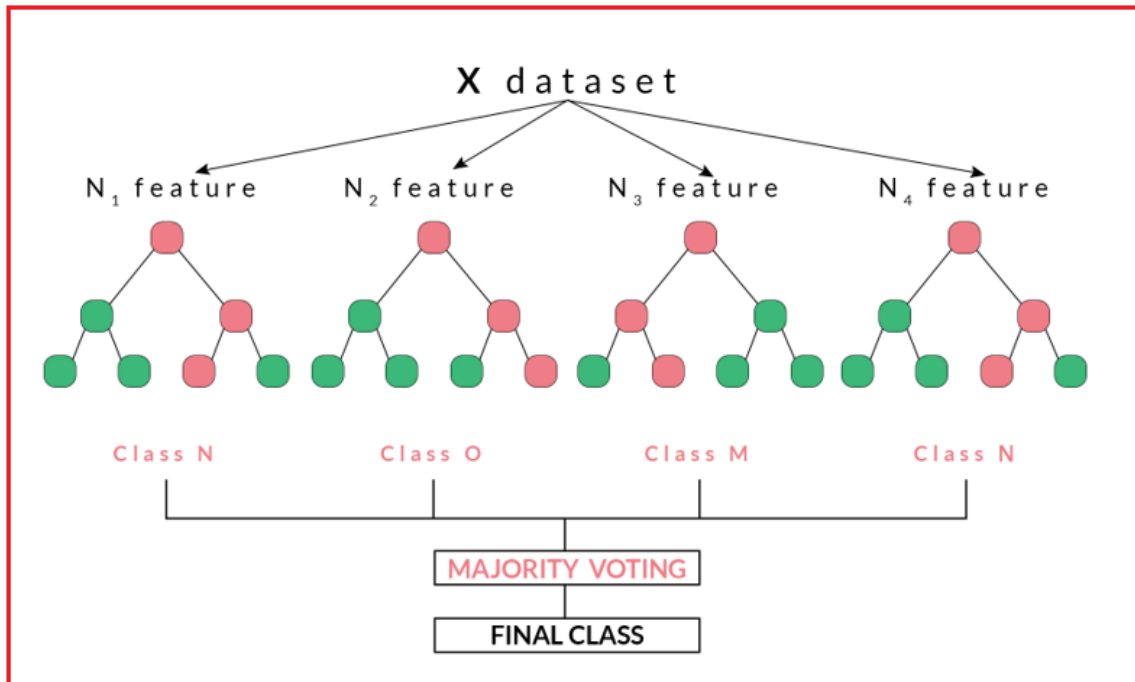 X dataset
N₁ feature
N₂ feature
N₃ feature
N₄ feature
Class N
Class O
Class M
Class N
MAJORITY VOTING
FINAL CLASS